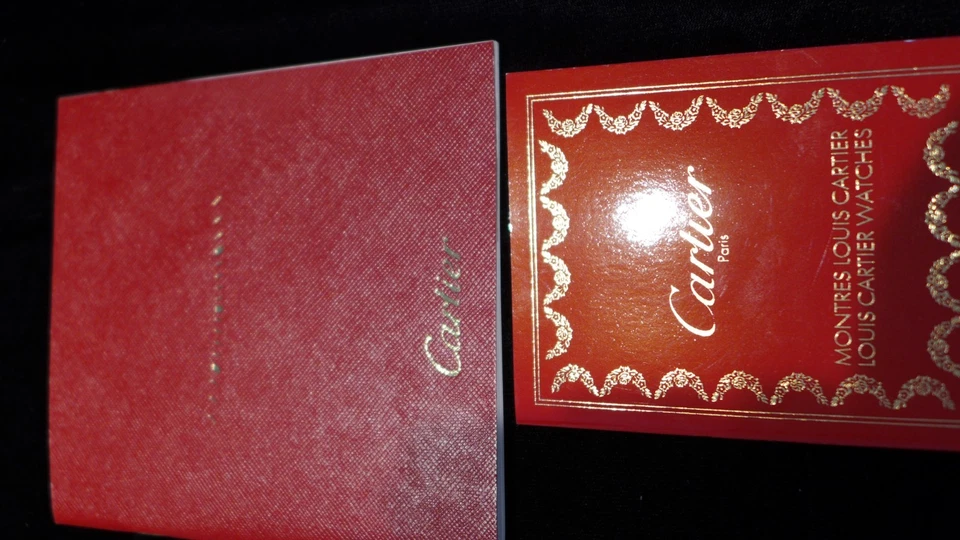 Cartier
Cartier
Paris
MONTRES LOUIS CARTIER
LOUIS CARTIER WATCHES